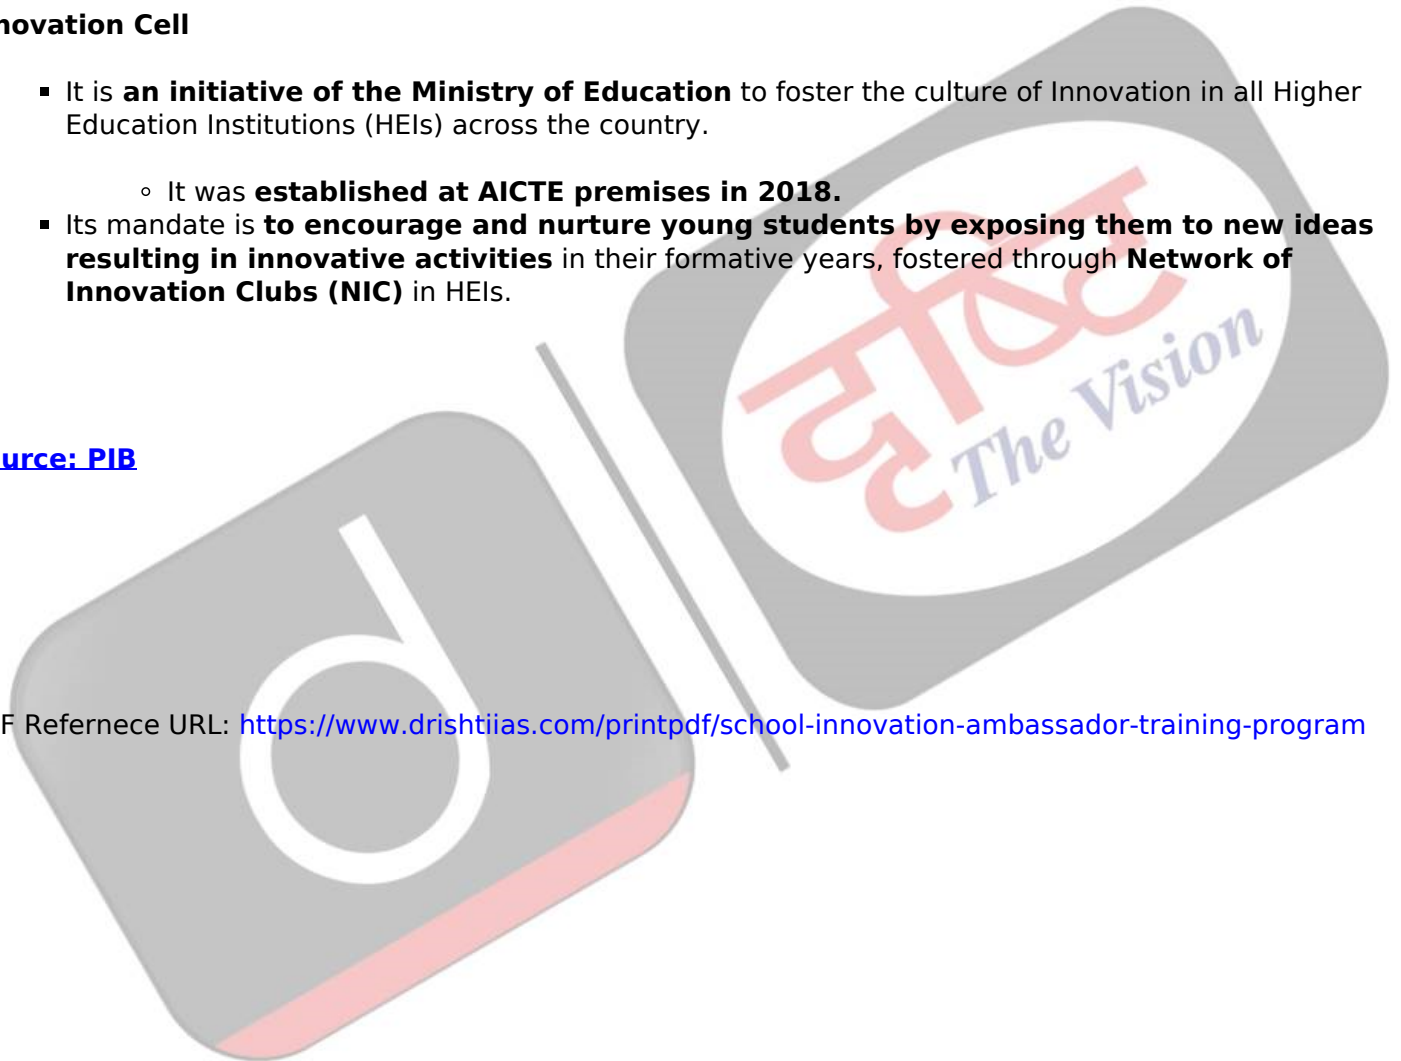 novation Cell
▪ It is an initiative of the Ministry of Education to foster the culture of Innovation in all Higher
Education Institutions (HEIs) across the country.
◦ It was established at AICTE premises in 2018.
▪ Its mandate is to encourage and nurture young students by exposing them to new ideas
resulting in innovative activities in their formative years, fostered through Network of
Innovation Clubs (NIC) in HEIs.
दृष्टि
The Vision
urce: PIB
d
F Refernece URL: https://www.drishtiias.com/printpdf/school-innovation-ambassador-training-program